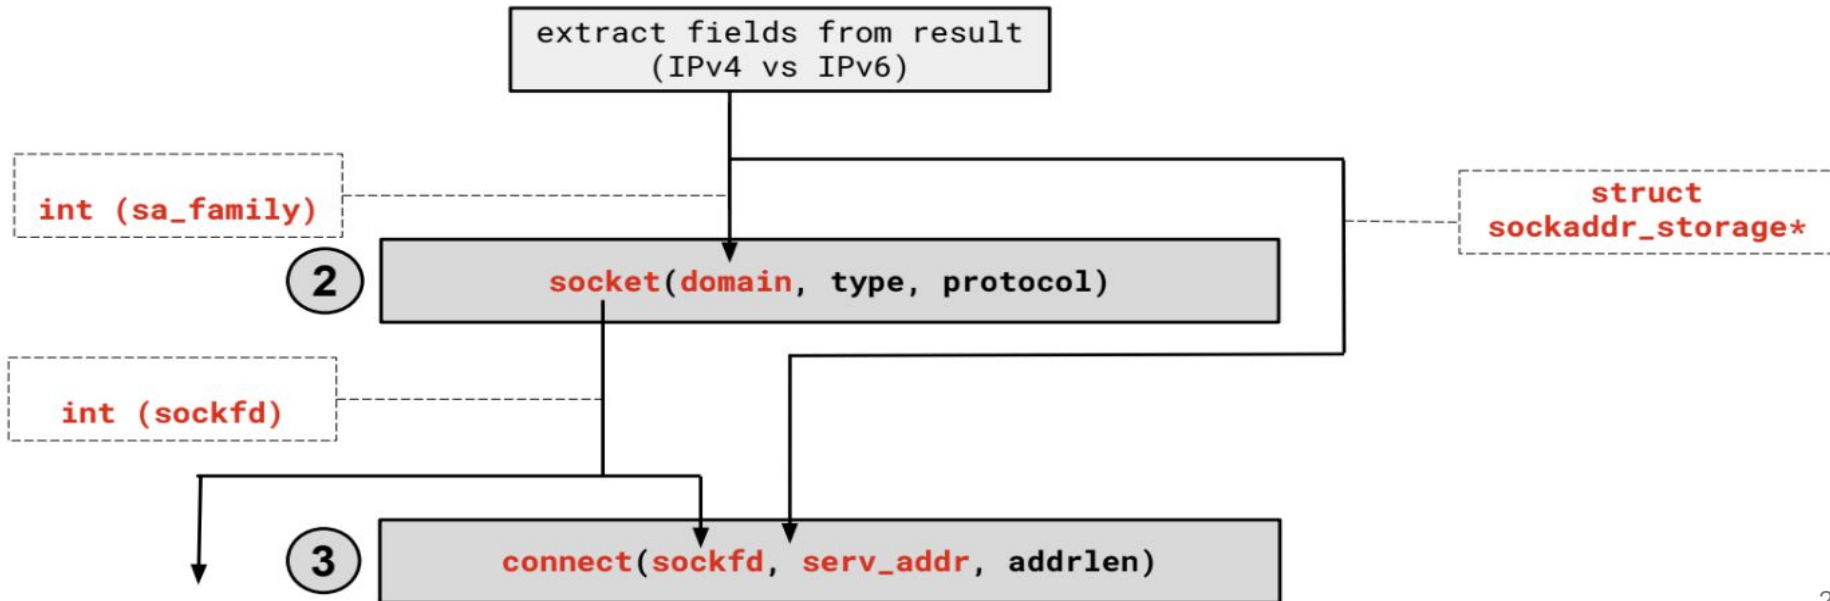 extract fields from result
(IPv4 vs IPv6)
int (sa_family)
struct
sockaddr_storage*
2
socket(domain, type, protocol)
int (sockfd)
3
connect(sockfd, serv_addr, addrlen)